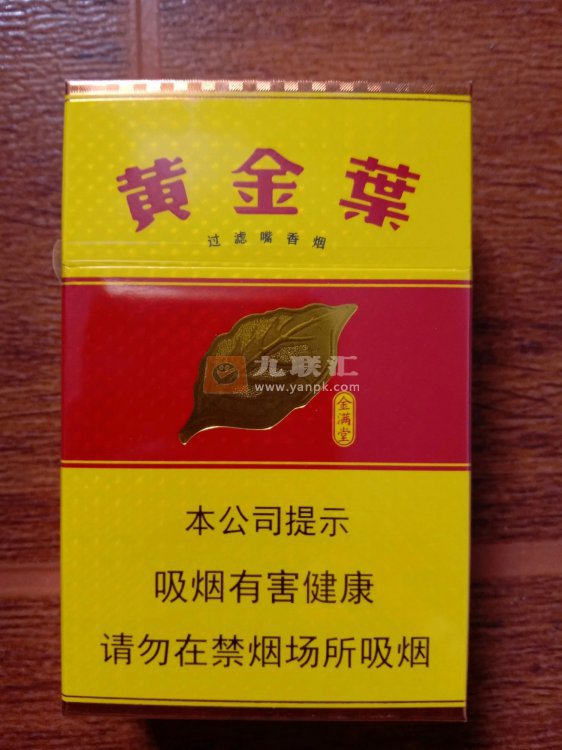 黄金葉
过滤嘴香烟
九联汇
www.yanpk.com
金满堂
本公司提示
吸烟有害健康
请勿在禁烟场所吸烟